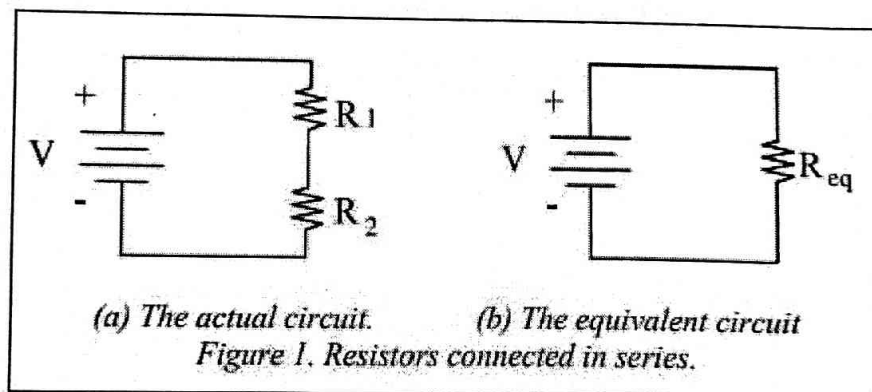 +
R1
V
-
R2
+
V
Req
-
(a) The actual circuit.
(b) The equivalent circuit
Figure 1. Resistors connected in series.